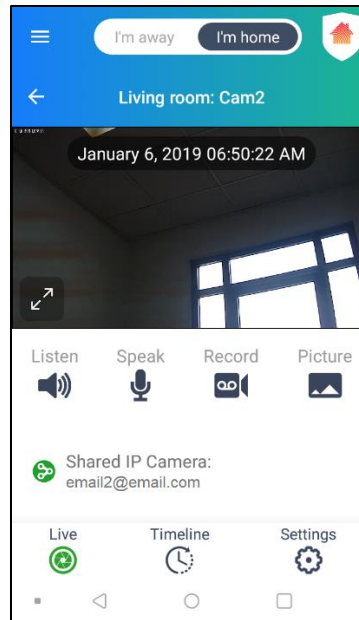 I'm away I'm home
Living room: Cam2
January 6, 2019 06:50:22 AM
Listen Speak Record Picture
Shared IP Camera:
email2@email.com
Live Timeline Settings